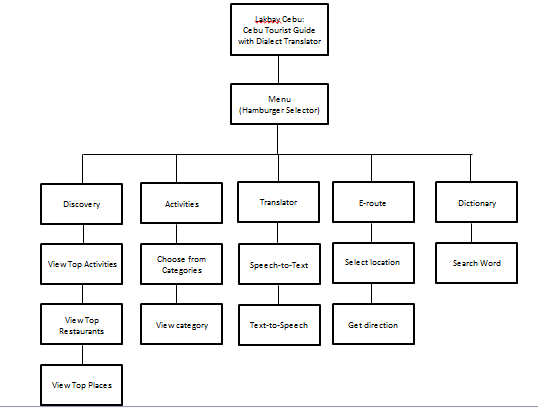 Lakbay Cebu:
Cebu Tourist Guide
with Dialect Translator
Menu
(Hamburger Selector)
Discovery
Activities
Translator
E-route
Dictionary
View Top Activities
Choose from
Categories
Speech-to-Text
Select location
Search Word
View Top
Restaurants
View category
Text-to-Speech
Get direction
View Top Places